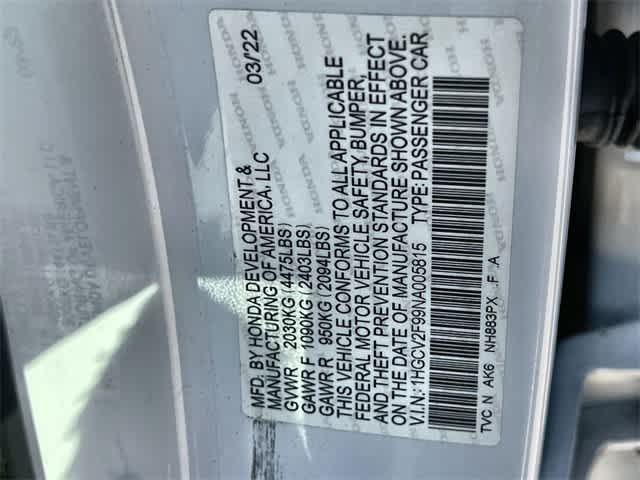 MFD. BY HONDA DEVELOPMENT & 03/22
MANUFACTURING OF AMERICA, LLC
GVWR 2030KG (4475LBS)
GAWR F 1090KG (2403LBS)
GAWR R 950KG (2094LBS)
THIS VEHICLE CONFORMS TO ALL APPLICABLE
FEDERAL MOTOR VEHICLE SAFETY, BUMPER,
AND THEFT PREVENTION STANDARDS IN EFFECT
ON THE DATE OF MANUFACTURE SHOWN ABOVE.
V.I.N.: 1HGCV2F99NA005815 TYPE: PASSENGER CAR
TVC N AK6 NH883PX F A